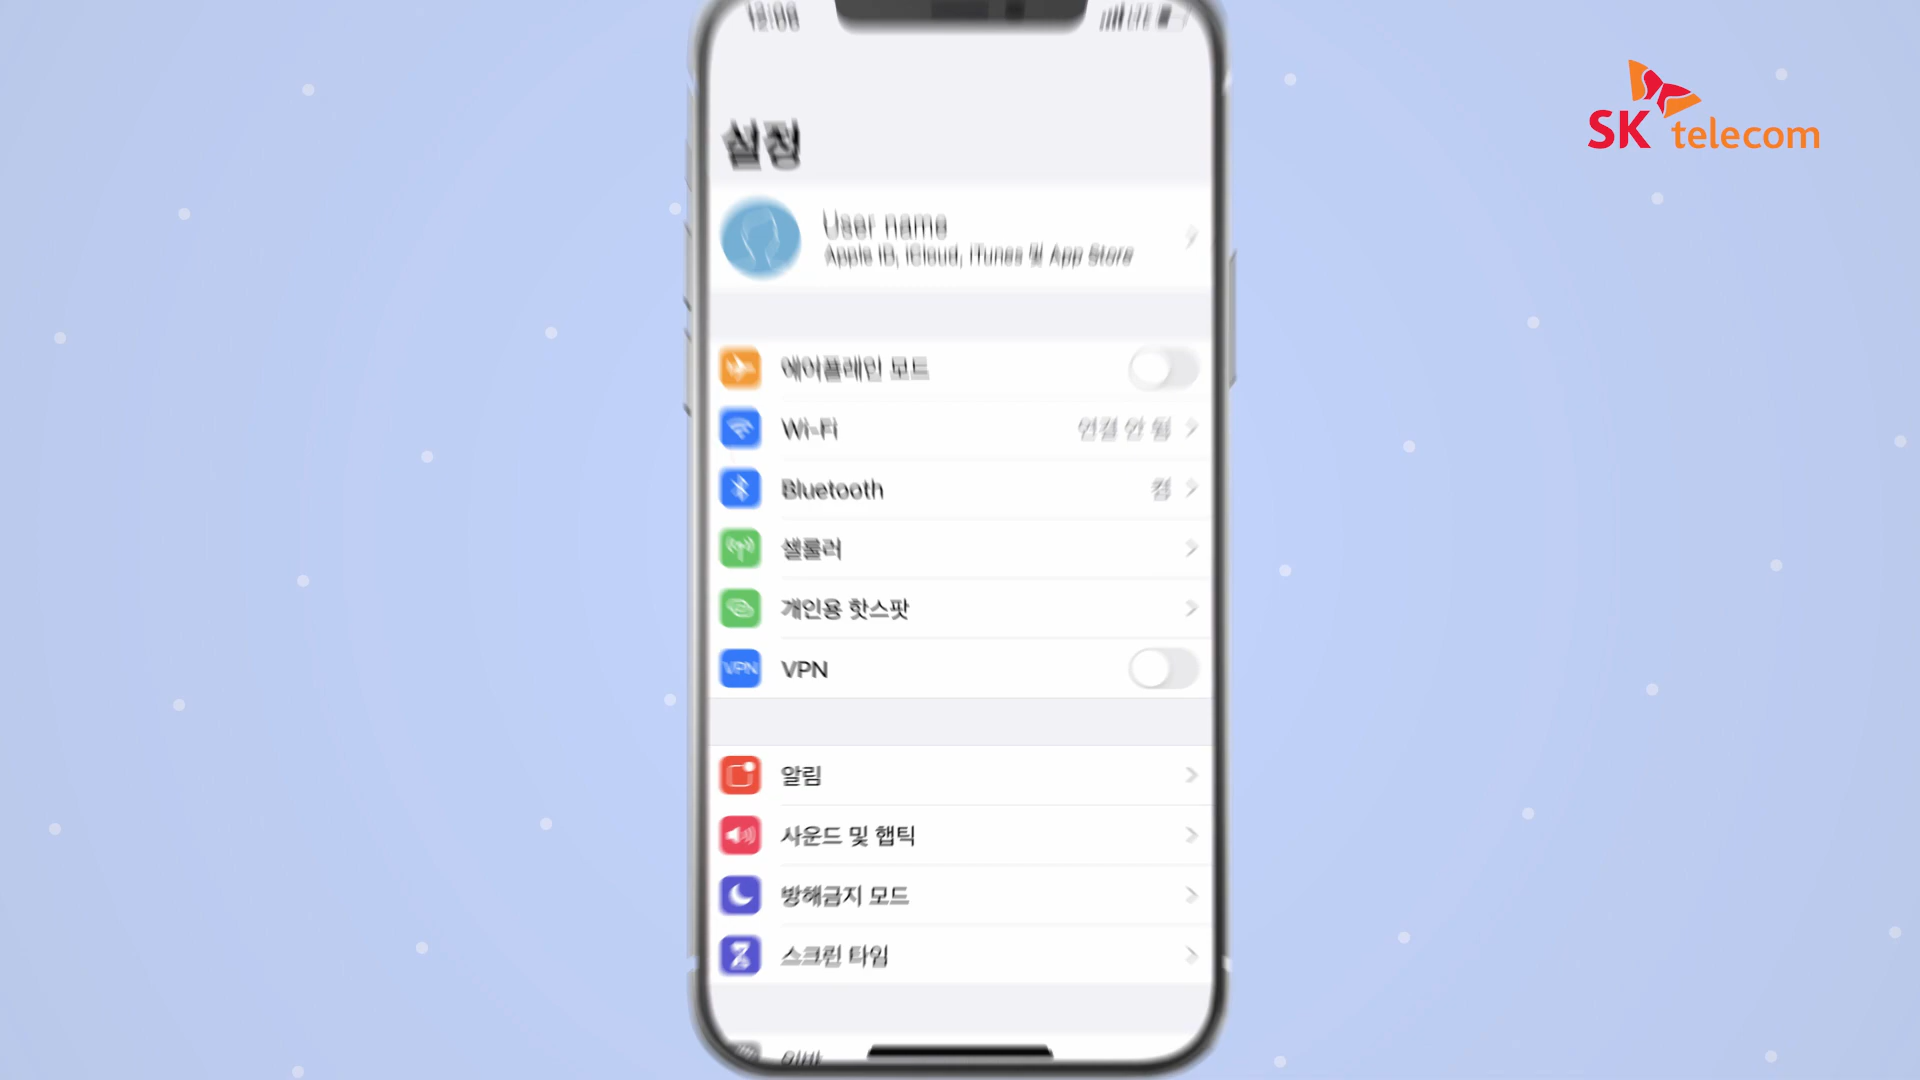 SK telecom
설정
User name
Apple ID, iCloud, iTunes 및 App Store
에어플레인 모드
Wi-Fi
연결 안 됨
Bluetooth
켬
셀룰러
개인용 핫스팟
VPN
VPN
알림
사운드 및 햅틱
방해금지 모드
스크린 타임